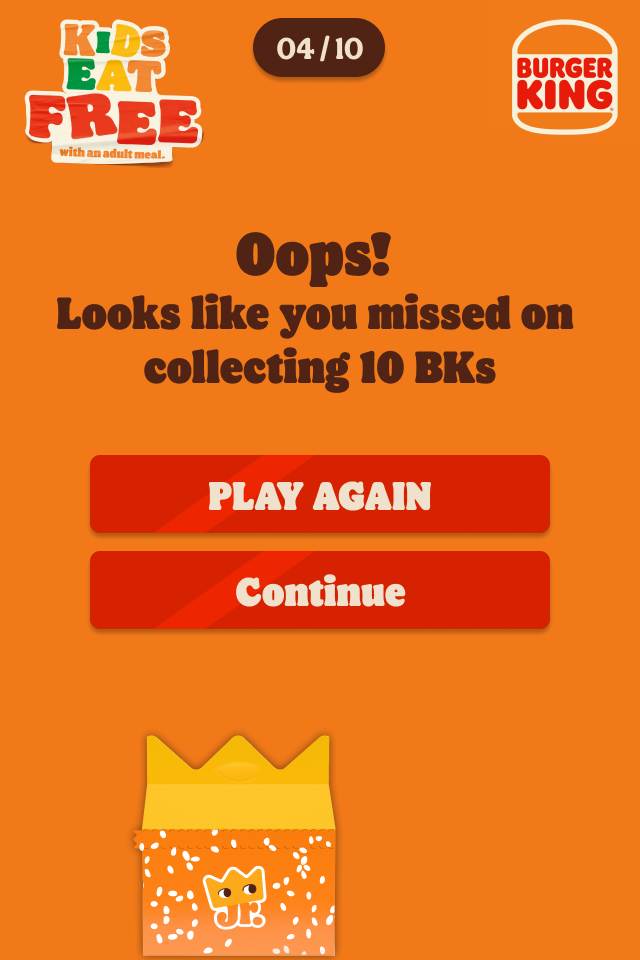 KiDS
EAT
FREE
with an adult meal.
04 / 10
BURGER
KING
Oops!
Looks like you missed on
collecting 10 BKs
PLAY AGAIN
Continue
JR.